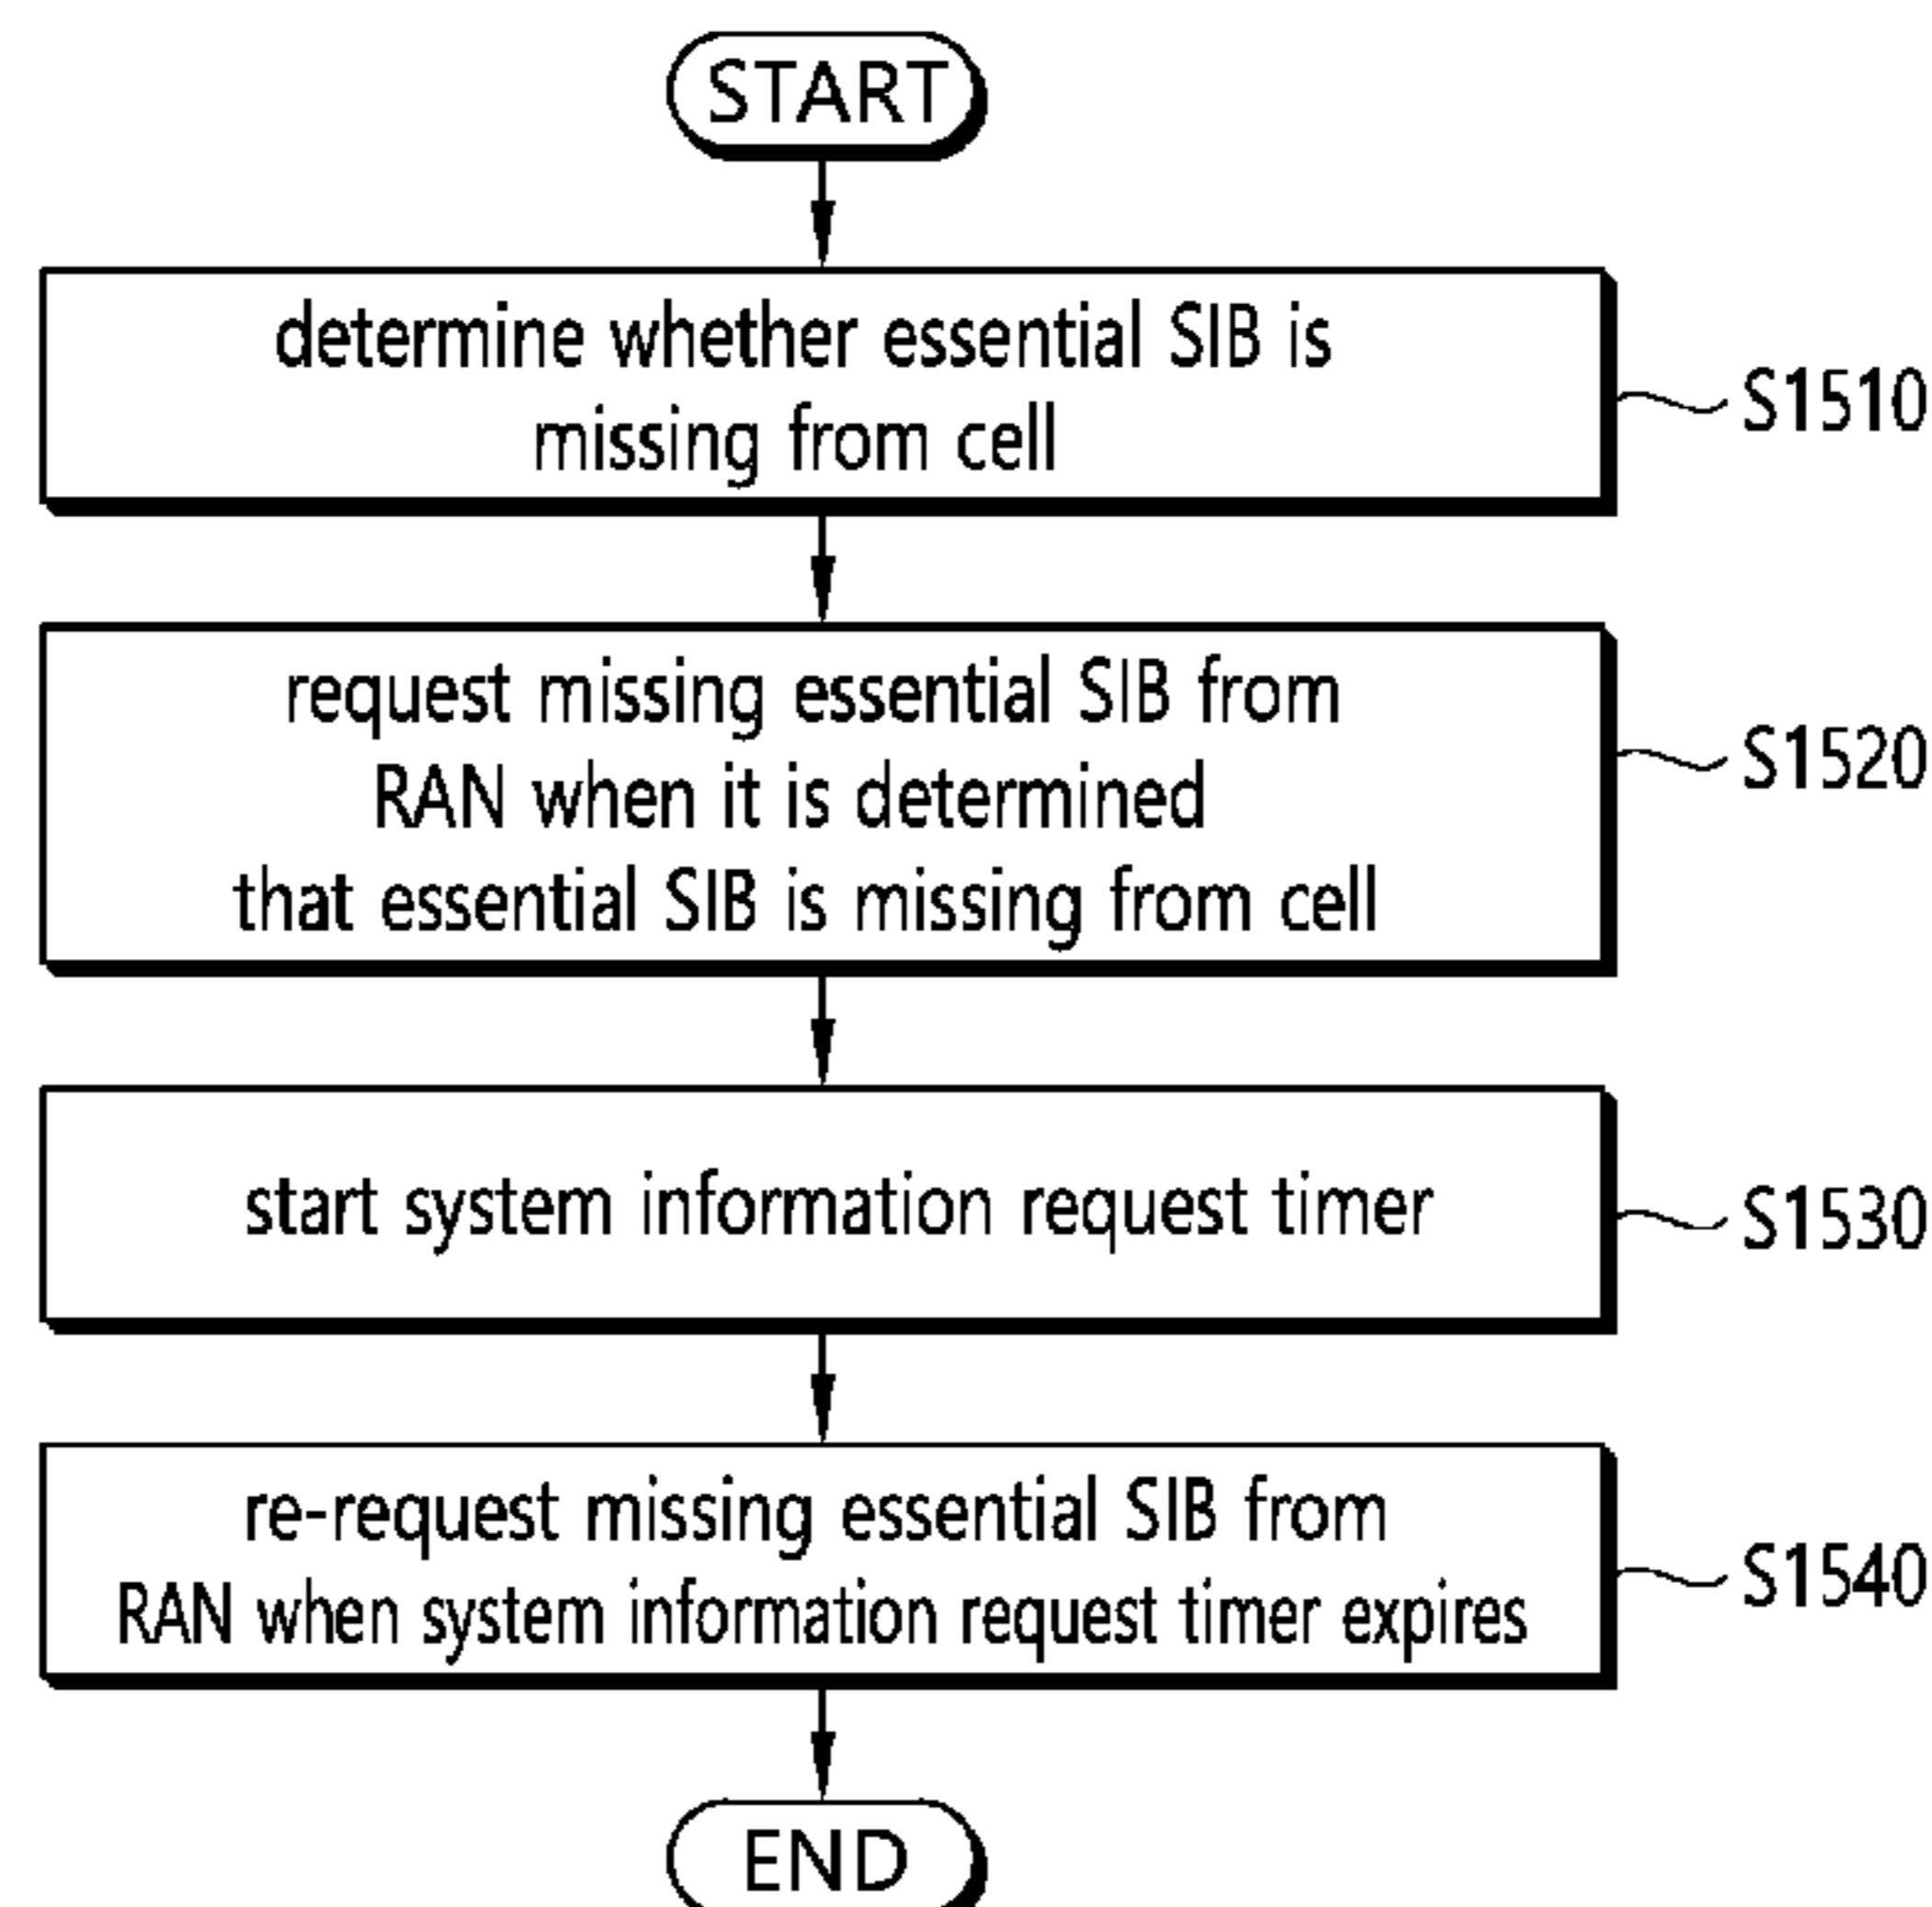 START
determine whether essential SIB is
missing from cell
S1510
request missing essential SIB from
RAN when it is determined
that essential SIB is missing from cell
S1520
start system information request timer
S1530
re-request missing essential SIB from
RAN when system information request timer expires
S1540
END